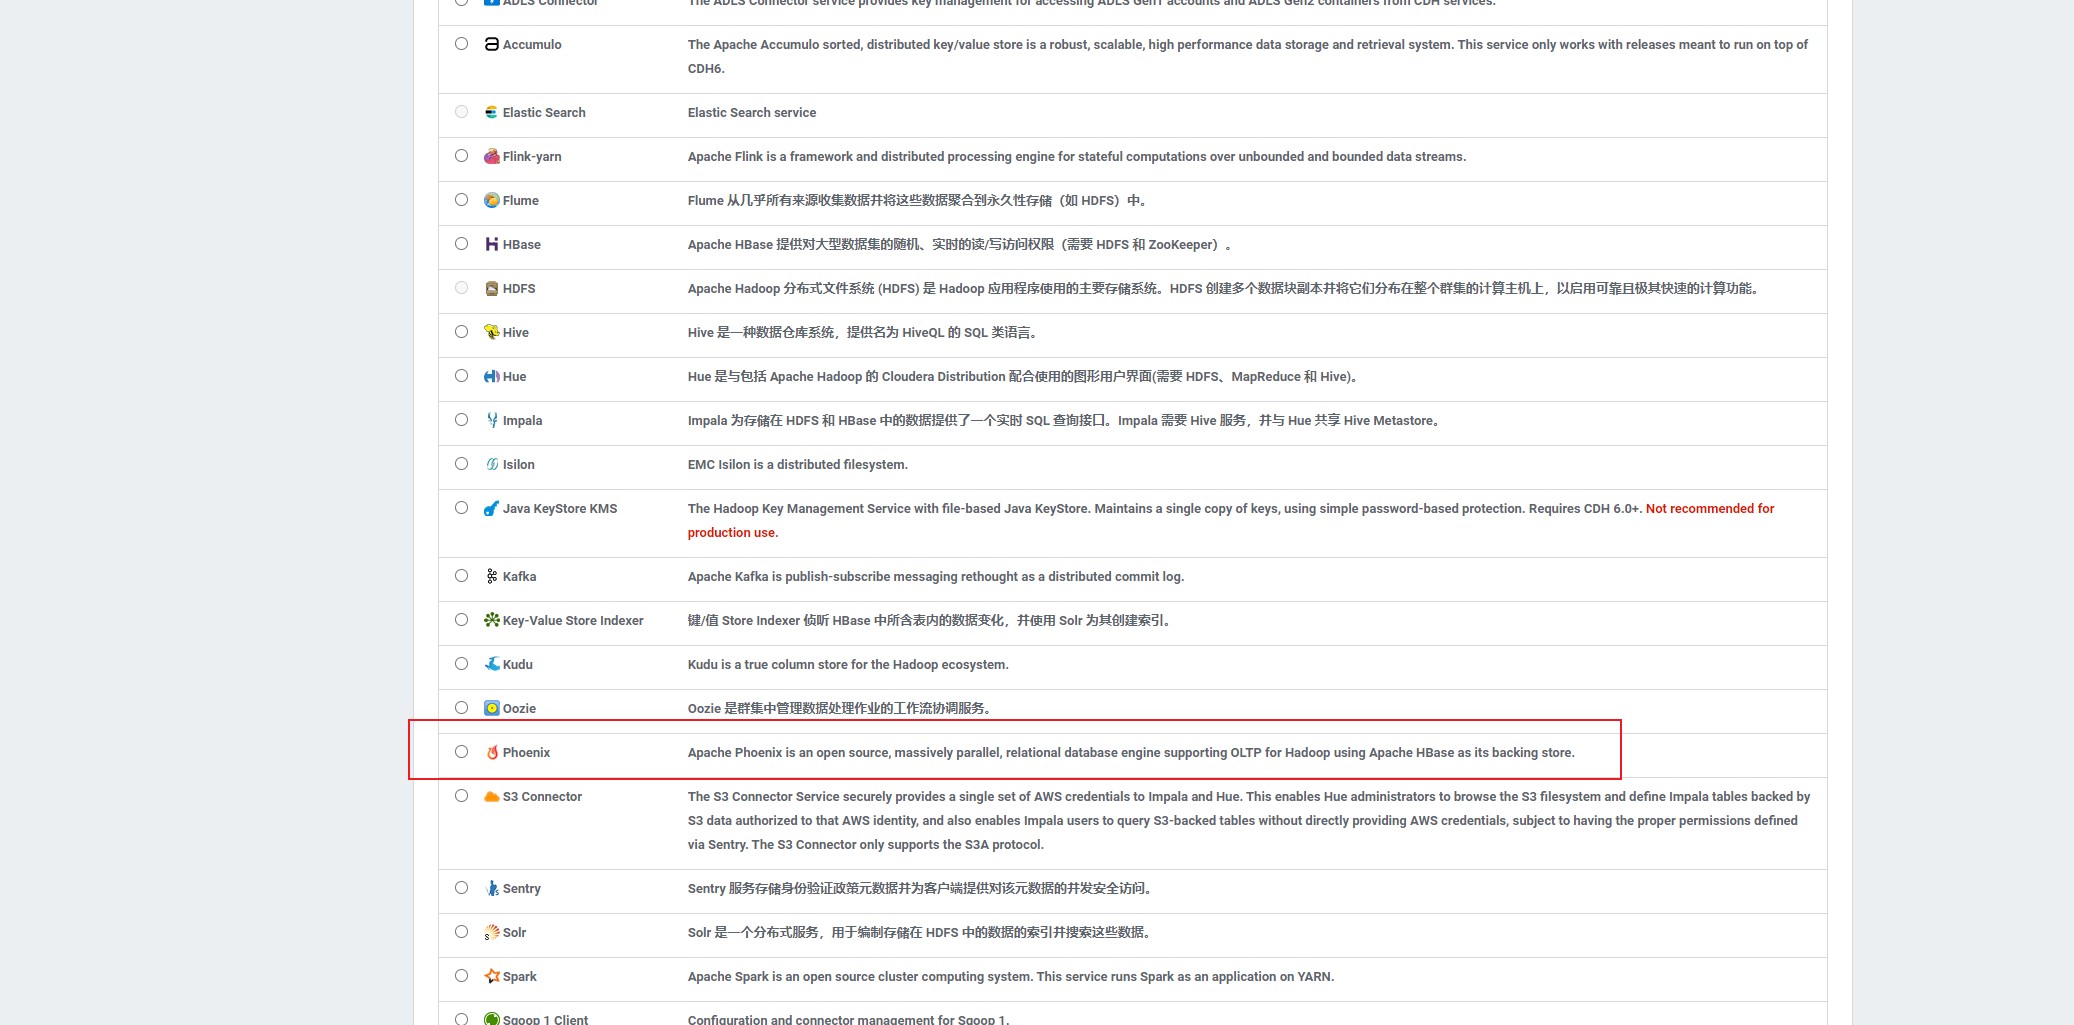 ADLS Connector The ADLS Connector service provides key management for accessing ADLS Gen1 accounts and ADLS Gen2 containers from CDH services.
Accumulo The Apache Accumulo sorted, distributed key/value store is a robust, scalable, high performance data storage and retrieval system. This service only works with releases meant to run on top of
CDH6.
Elastic Search Elastic Search service
Flink-yarn Apache Flink is a framework and distributed processing engine for stateful computations over unbounded and bounded data streams.
Flume Flume 从几乎所有来源收集数据并将这些数据聚合到永久性存储（如 HDFS）中。
HBase Apache HBase 提供对大型数据集的随机、实时的读/写访问权限（需要 HDFS 和 ZooKeeper）。
HDFS Apache Hadoop 分布式文件系统 (HDFS) 是 Hadoop 应用程序使用的主要存储系统。HDFS 创建多个数据块副本并将它们分布在整个群集的计算主机上，以启用可靠且极其快速的计算功能。
Hive Hive 是一种数据仓库系统，提供名为 HiveQL 的 SQL 类语言。
Hue Hue 是与包括 Apache Hadoop 的 Cloudera Distribution 配合使用的图形用户界面(需要 HDFS、MapReduce 和 Hive)。
Impala Impala 为存储在 HDFS 和 HBase 中的数据提供了一个实时 SQL 查询接口。Impala 需要 Hive 服务，并与 Hue 共享 Hive Metastore。
Isilon EMC Isilon is a distributed filesystem.
Java KeyStore KMS The Hadoop Key Management Service with file-based Java KeyStore. Maintains a single copy of keys, using simple password-based protection. Requires CDH 6.0+. Not recommended for
production use.
Kafka Apache Kafka is publish-subscribe messaging rethought as a distributed commit log.
Key-Value Store Indexer 键/值 Store Indexer 侦听 HBase 中所含表内的数据变化，并使用 Solr 为其创建索引。
Kudu Kudu is a true column store for the Hadoop ecosystem.
Oozie Oozie 是群集中管理数据处理作业的工作流协调服务。
Phoenix Apache Phoenix is an open source, massively parallel, relational database engine supporting OLTP for Hadoop using Apache HBase as its backing store.
S3 Connector The S3 Connector Service securely provides a single set of AWS credentials to Impala and Hue. This enables Hue administrators to browse the S3 filesystem and define Impala tables backed by
S3 data authorized to that AWS identity, and also enables Impala users to query S3-backed tables without directly providing AWS credentials, subject to having the proper permissions defined
via Sentry. The S3 Connector only supports the S3A protocol.
Sentry Sentry 服务存储身份验证政策元数据并为客户端提供对该元数据的并发安全访问。
Solr Solr 是一个分布式服务，用于编制存储在 HDFS 中的数据的索引并搜索这些数据。
Spark Apache Spark is an open source cluster computing system. This service runs Spark as an application on YARN.
Sqoop 1 Client Configuration and connector management for Sqoop 1.